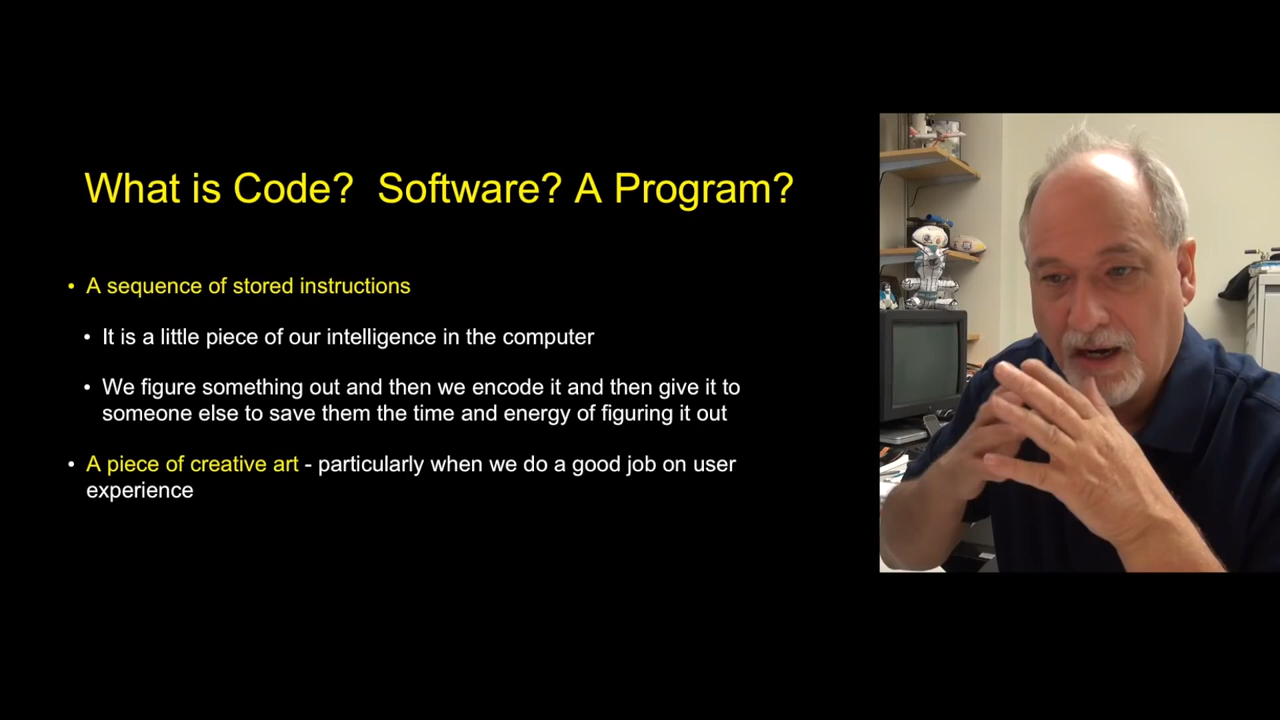 What is Code?  Software? A Program?
• A sequence of stored instructions
• It is a little piece of our intelligence in the computer
• We figure something out and then we encode it and then give it to
someone else to save them the time and energy of figuring it out
• A piece of creative art - particularly when we do a good job on user
experience